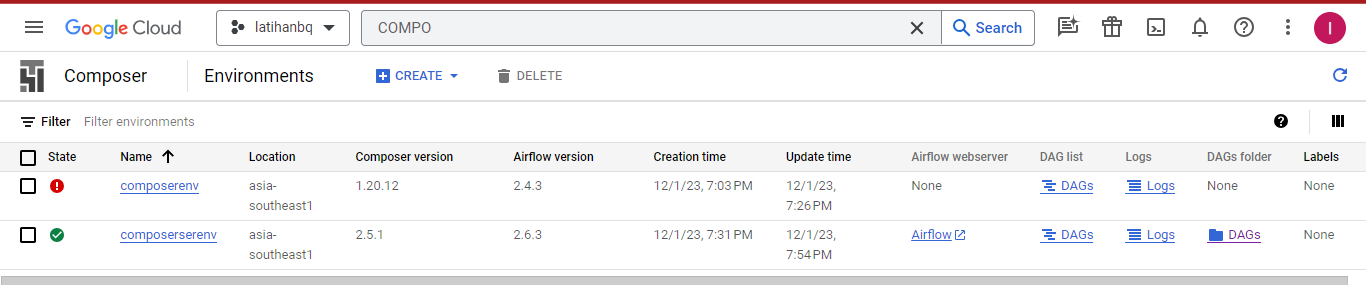 Google Cloud latihanbq COMPO Search I
Composer Environments CREATE DELETE
Filter Filter environments
State Name Location Composer version Airflow version Creation time Update time Airflow webserver DAG list Logs DAGs folder Labels
composerenv asia- 1.20.12 2.4.3 12/1/23, 7:03 PM 12/1/23, None DAGs Logs None None
southeast1 7:26 PM
composerserenv asia- 2.5.1 2.6.3 12/1/23, 7:31 PM 12/1/23, Airflow DAGs Logs DAGs None
southeast1 7:54 PM